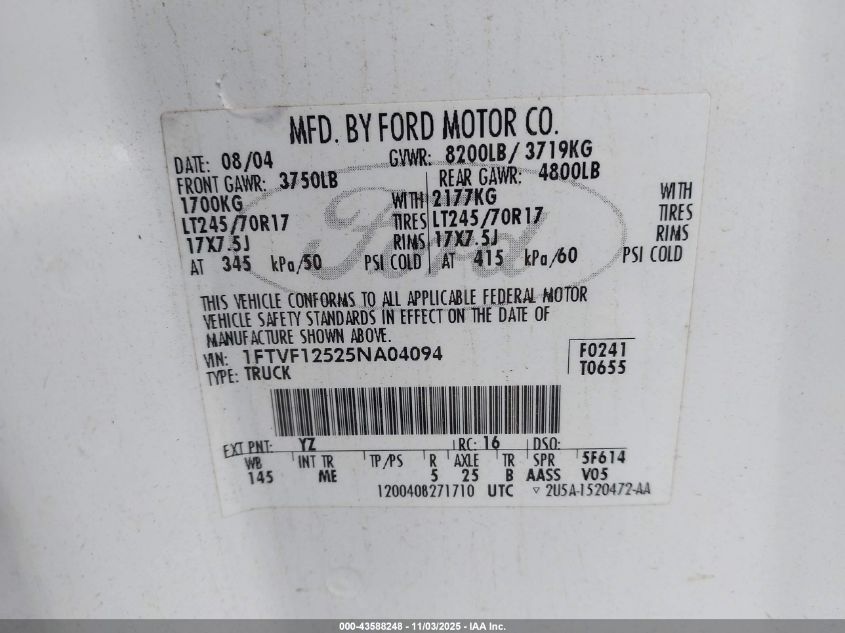 MFD. BY FORD MOTOR CO.
DATE: 08/04 GVWR: 8200LB/ 3719KG
FRONT GAWR: 3750LB REAR GAWR: 4800LB
1700KG WITH 2177KG WITH
LT245/70R17 TIRES LT245/70R17 TIRES
17X7.5J RIMS 17X7.5J RIMS
AT 345 kPa/50 PSI COLD AT 415 kPa/60 PSI COLD
Ford
THIS VEHICLE CONFORMS TO ALL APPLICABLE FEDERAL MOTOR
VEHICLE SAFETY STANDARDS IN EFFECT ON THE DATE OF
MANUFACTURE SHOWN ABOVE.
VIN: 1FTVF12525NA04094 F0241
TYPE: TRUCK T0655
EXT PNT: YZ RC: 16 DSO:
WB INT TR TP/PS R AXLE TR SPR 5F614
145 ME 5 25 B AASS V05
1200408271710 UTC ▽ 2U5A-1520472-AA
000-43588248 - 11/03/2025 - IAA Inc.